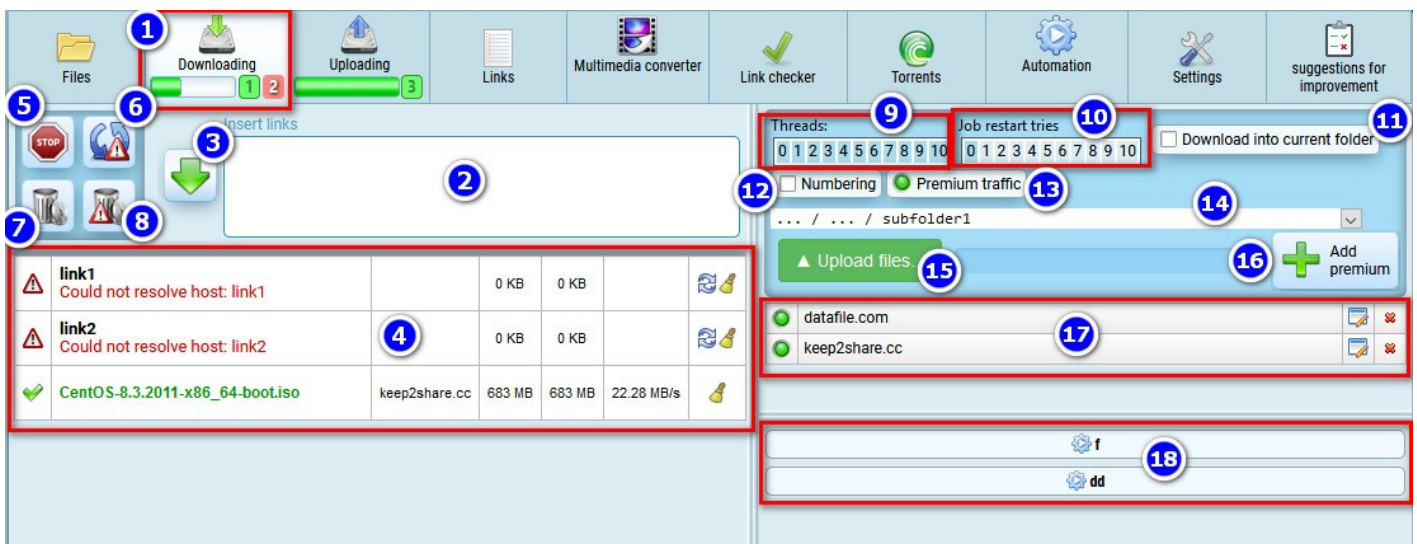 1
Files
Downloading
1 2
Uploading
3
Links
Multimedia converter
Link checker
Torrents
Automation
Settings
suggestions for
improvement
5
6
STOP
3
Insert links
2
7
8
Threads:
9
0 1 2 3 4 5 6 7 8 9 10
Job restart tries
10
0 1 2 3 4 5 6 7 8 9 10
Download into current folder
11
12
Numbering
Premium traffic
13
... / ... / subfolder1
14
▲ Upload files.
15
16
Add
premium
link1
Could not resolve host: link1
0 KB 0 KB
link2
Could not resolve host: link2
4
0 KB 0 KB
CentOS-8.3.2011-x86_64-boot.iso keep2share.cc 683 MB 683 MB 22.28 MB/s
datafile.com
17
keep2share.cc
f
18
dd